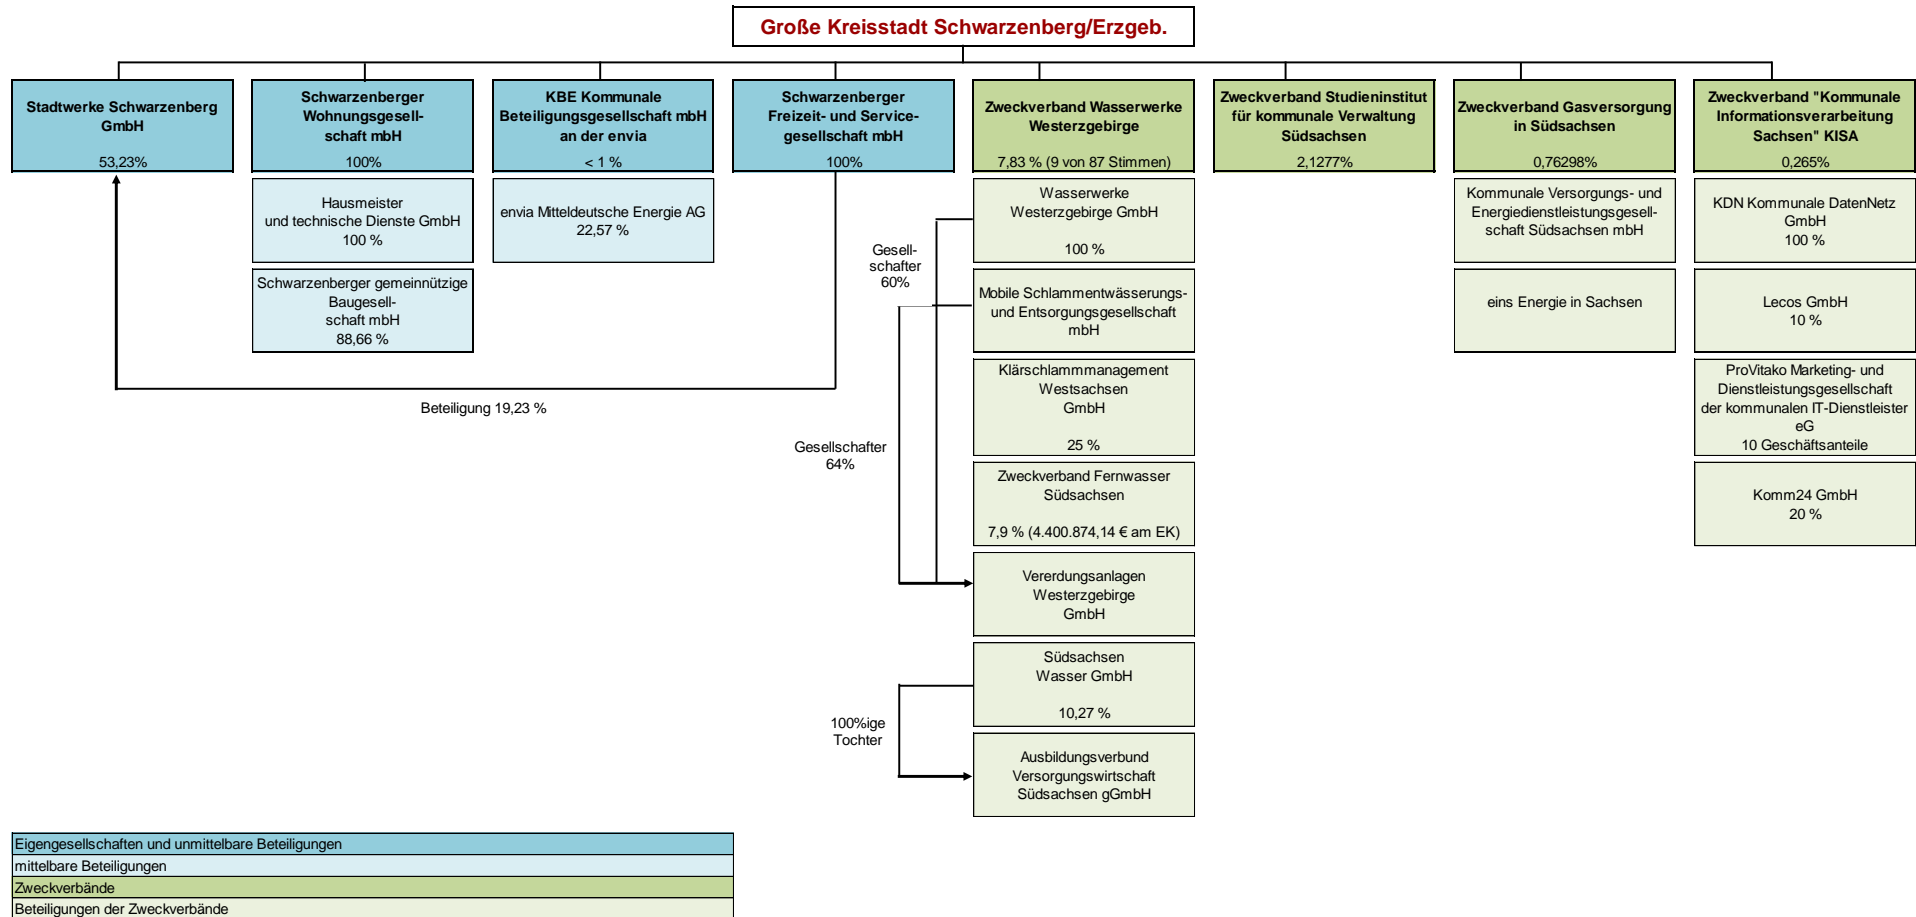 Große Kreisstadt Schwarzenberg/Erzgeb.
Stadtwerke Schwarzenberg
GmbH
53,23%
Schwarzenberger
Wohnungsgesell-
schaft mbH
100%
KBE Kommunale
Beteiligungsgesellschaft mbH
an der envia
< 1 %
Schwarzenberger
Freizeit- und Service-
gesellschaft mbH
100%
Zweckverband Wasserwerke
Westerzgebirge
7,83 % (9 von 87 Stimmen)
Zweckverband Studieninstitut
für kommunale Verwaltung
Südsachsen
2,1277%
Zweckverband Gasversorgung
in Südsachsen
0,76298%
Zweckverband "Kommunale
Informationsverarbeitung
Sachsen" KISA
0,265%
Hausmeister
und technische Dienste GmbH
100 %
Schwarzenberger gemeinnützige
Baugesell-
schaft mbH
88,66 %
envia Mitteldeutsche Energie AG
22,57 %
Beteiligung 19,23 %
Gesell-
schafter
60%
Gesellschafter
64%
100%ige
Tochter
Wasserwerke
Westerzgebirge GmbH
100 %
Mobile Schlammentwässerungs-
und Entsorgungsgesellschaft
mbH
Klärschlammmanagement
Westsachsen
GmbH
25 %
Zweckverband Fernwasser
Südsachsen
7,9 % (4.400.874,14 € am EK)
Vererdungsanlagen
Westerzgebirge
GmbH
Südsachsen
Wasser GmbH
10,27 %
Ausbildungsverbund
Versorgungswirtschaft
Südsachsen gGmbH
Kommunale Versorgungs- und
Energiedienstleistungsgesell-
schaft Südsachsen mbH
eins Energie in Sachsen
KDN Kommunale DatenNetz
GmbH
100 %
Lecos GmbH
10 %
ProVitako Marketing- und
Dienstleistungsgesellschaft
der kommunalen IT-Dienstleister
eG
10 Geschäftsanteile
Komm24 GmbH
20 %
Eigengesellschaften und unmittelbare Beteiligungen
mittelbare Beteiligungen
Zweckverbände
Beteiligungen der Zweckverbände